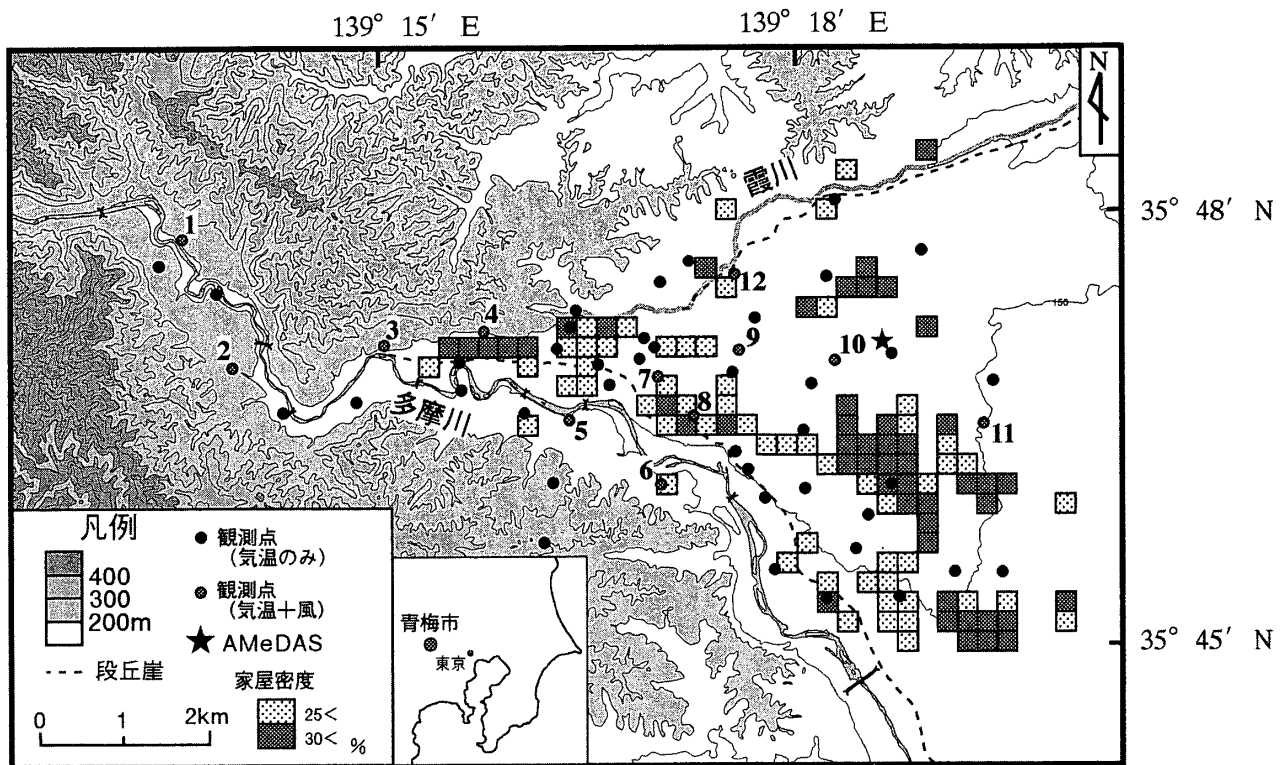 139° 15′ E
139° 18′ E
N
霞川
35° 48′ N
1
12
3
4
150
2
9
10
7
多摩川
8
11
5
6
凡例
400
300
200m
段丘崖
観測点
(気温のみ)
観測点
(気温+風)
AMeDAS
家屋密度
25<
30< %
0 1 2km
青梅市
東京
35° 45′ N